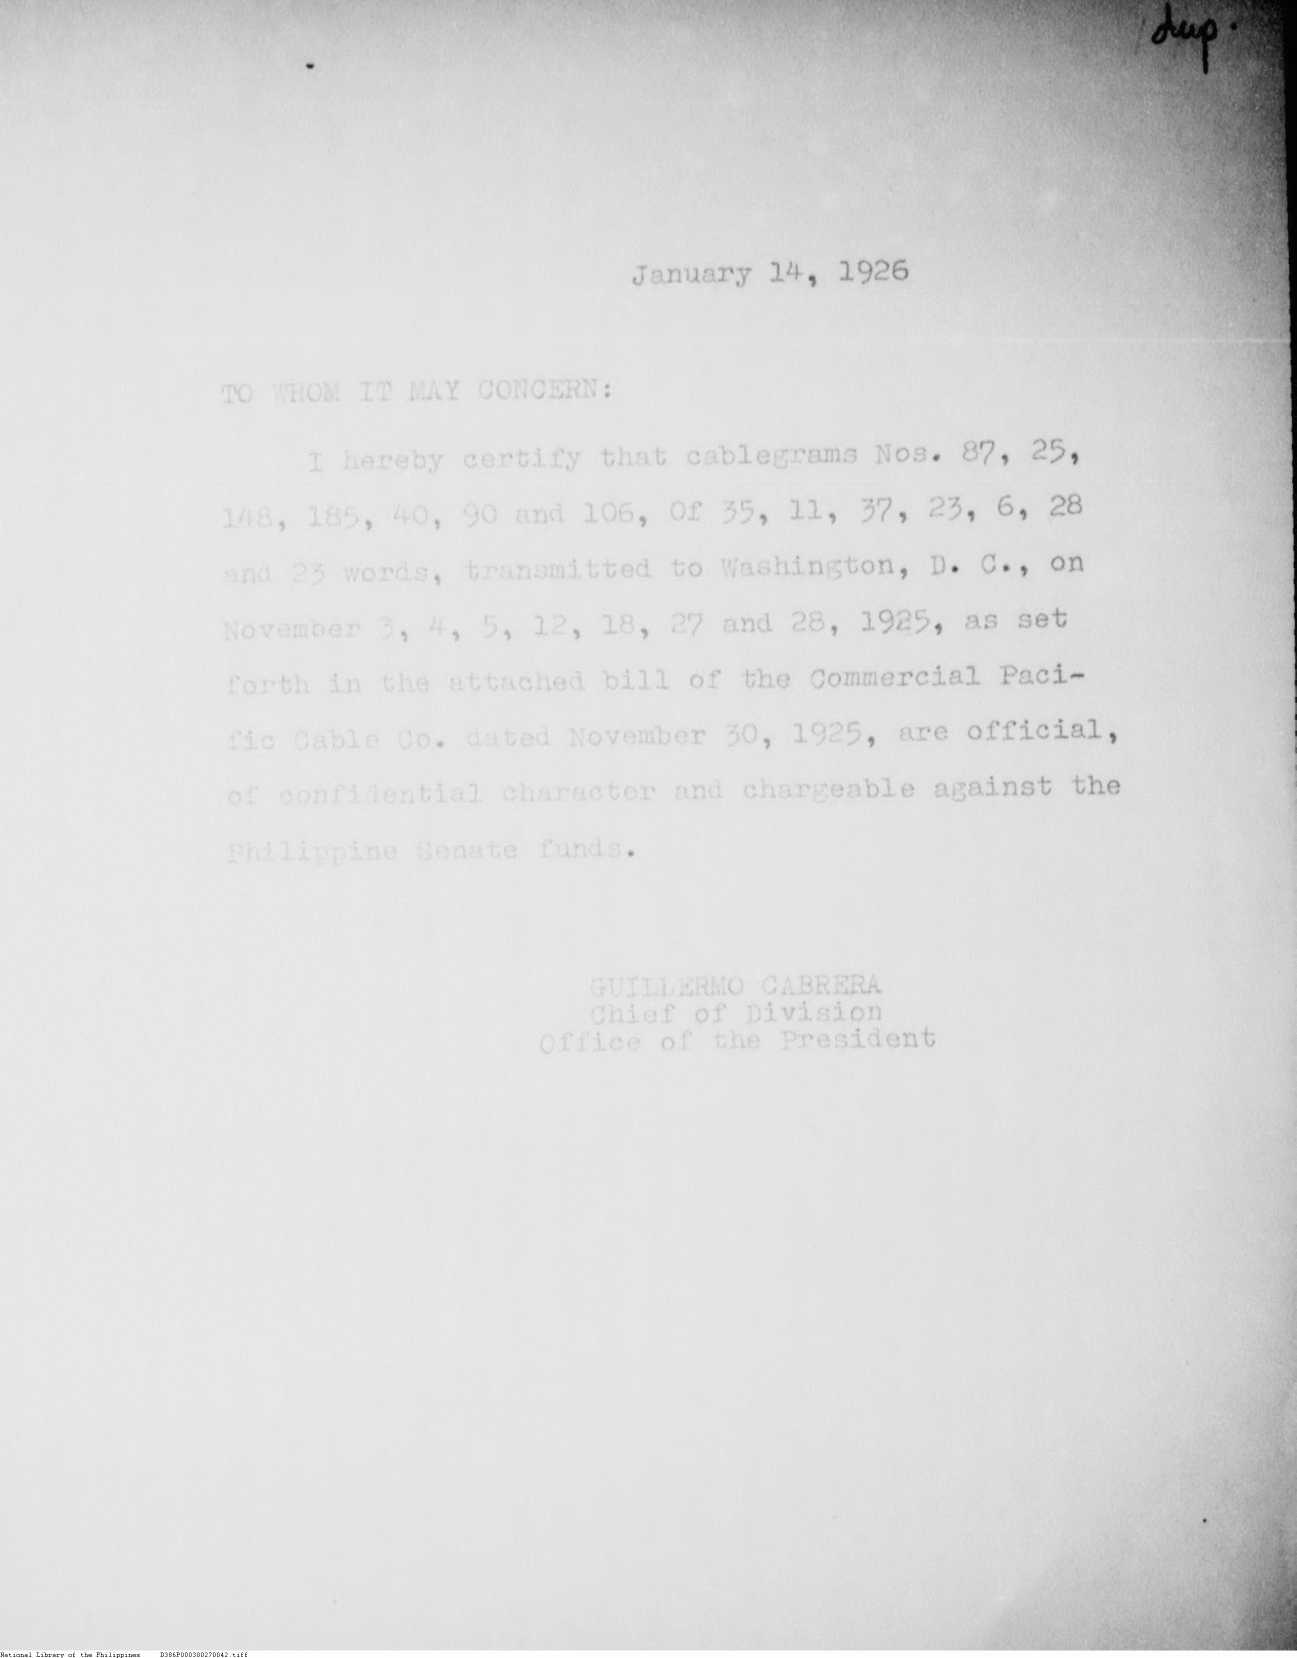 dup.
January 14, 1926
TO WHOM IT MAY CONCERN:
I hereby certify that cablegrams Nos. 87, 25,
148, 185, 40, 90 and 106, Of 35, 11, 37, 23, 6, 28
and 23 words, transmitted to Washington, D. C., on
November 3, 4, 5, 12, 18, 27 and 28, 1925, as set
forth in the attached bill of the Commercial Paci-
fic Cable Co. dated November 30, 1925, are official,
of confidential character and chargeable against the
Philippine Senate funds.
GUILLERMO CABRERA
Chief of Division
Office of the President
National Library of the Philippines D386P000300270042.tiff